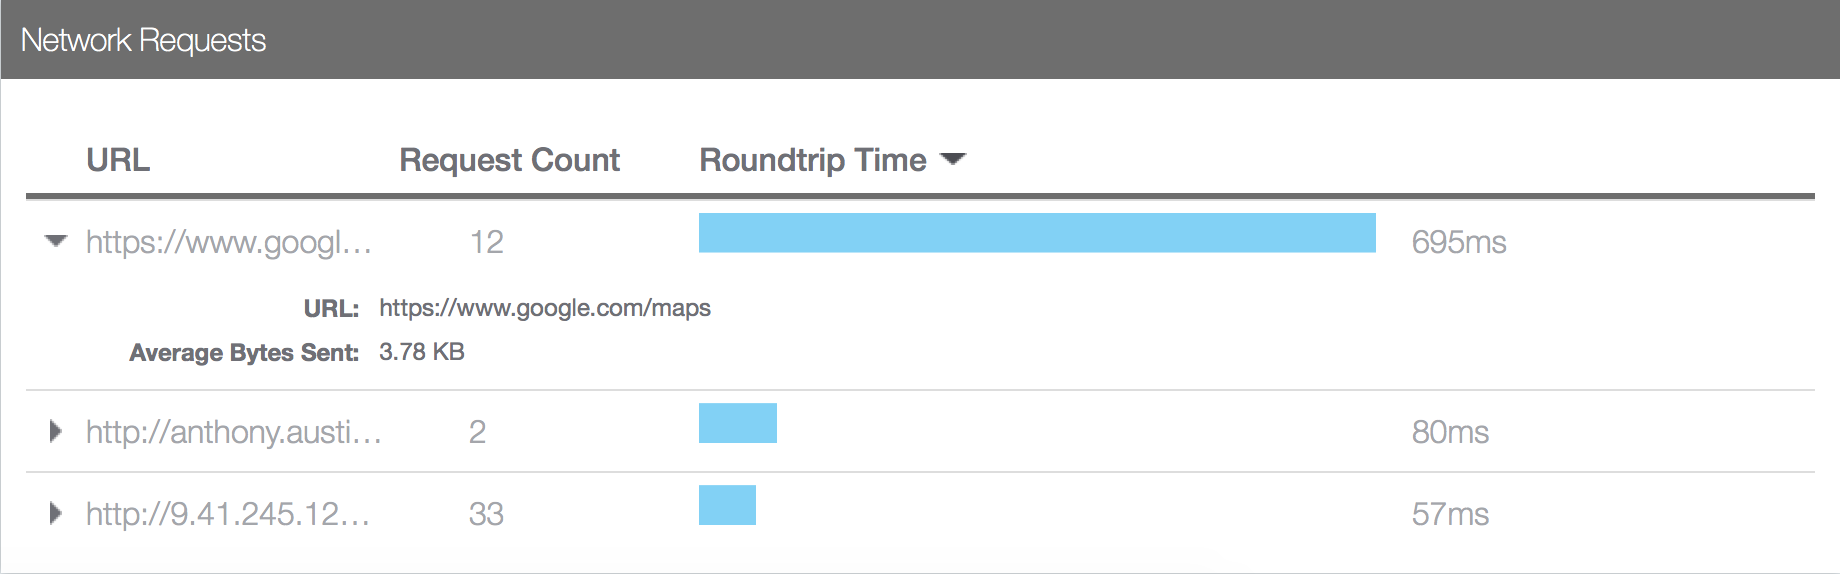 Network Requests
URL Request Count Roundtrip Time
https://www.googl… 12 695ms
URL: https://www.google.com/maps
Average Bytes Sent: 3.78 KB
http://anthony.austi… 2 80ms
http://9.41.245.12… 33 57ms